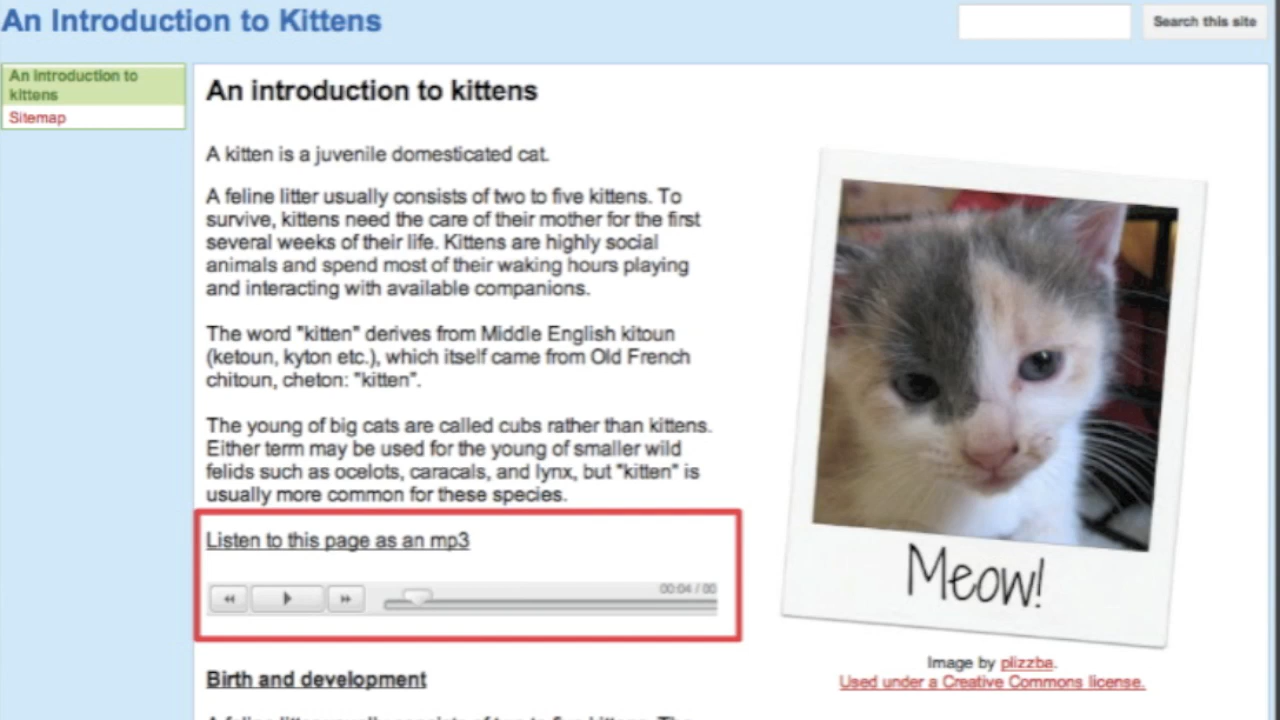 An Introduction to Kittens
Search this site
An introduction to
kittens
Sitemap
An introduction to kittens
A kitten is a juvenile domesticated cat.
A feline litter usually consists of two to five kittens. To
survive, kittens need the care of their mother for the first
several weeks of their life. Kittens are highly social
animals and spend most of their waking hours playing
and interacting with available companions.
The word "kitten" derives from Middle English kitoun
(ketoun, kyton etc.), which itself came from Old French
chitoun, cheton: "kitten".
The young of big cats are called cubs rather than kittens.
Either term may be used for the young of smaller wild
felids such as ocelots, caracals, and lynx, but "kitten" is
usually more common for these species.
Listen to this page as an mp3
00:04 / 00
Birth and development
Meow!
Image by plizzba.
Used under a Creative Commons license.